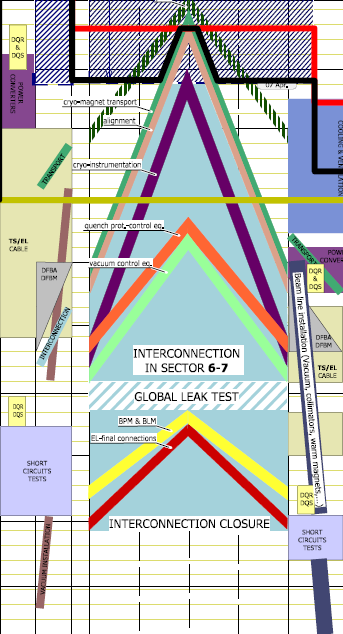 DQR
DQS
POWER
CONVERTERS
07 Apr.
cryo-magnet transport
alignment
COOLING &
cryo-instrumentation
TRANSPORT
quench prot.-control eq.
TS/EL
CABLE
vacuum control eq.
TRANSPORT
DQR
DQS
DFBA
DFBM
INTERCONNECTION
Beam line installation (Vacuum, collimators, warm magnets,...)
DFBA
DFBM
INTERCONNECTION
IN SECTOR 6-7
TS/EL
CABLE
GLOBAL LEAK TEST
DQR
DQS
BPM & BLM
EL-final connections
SHORT
CIRCUITS
TESTS
DQR
DQS
INTERCONNECTION CLOSURE
SHORT
CIRCUITS
TESTS
VACUUM INSTALLATION